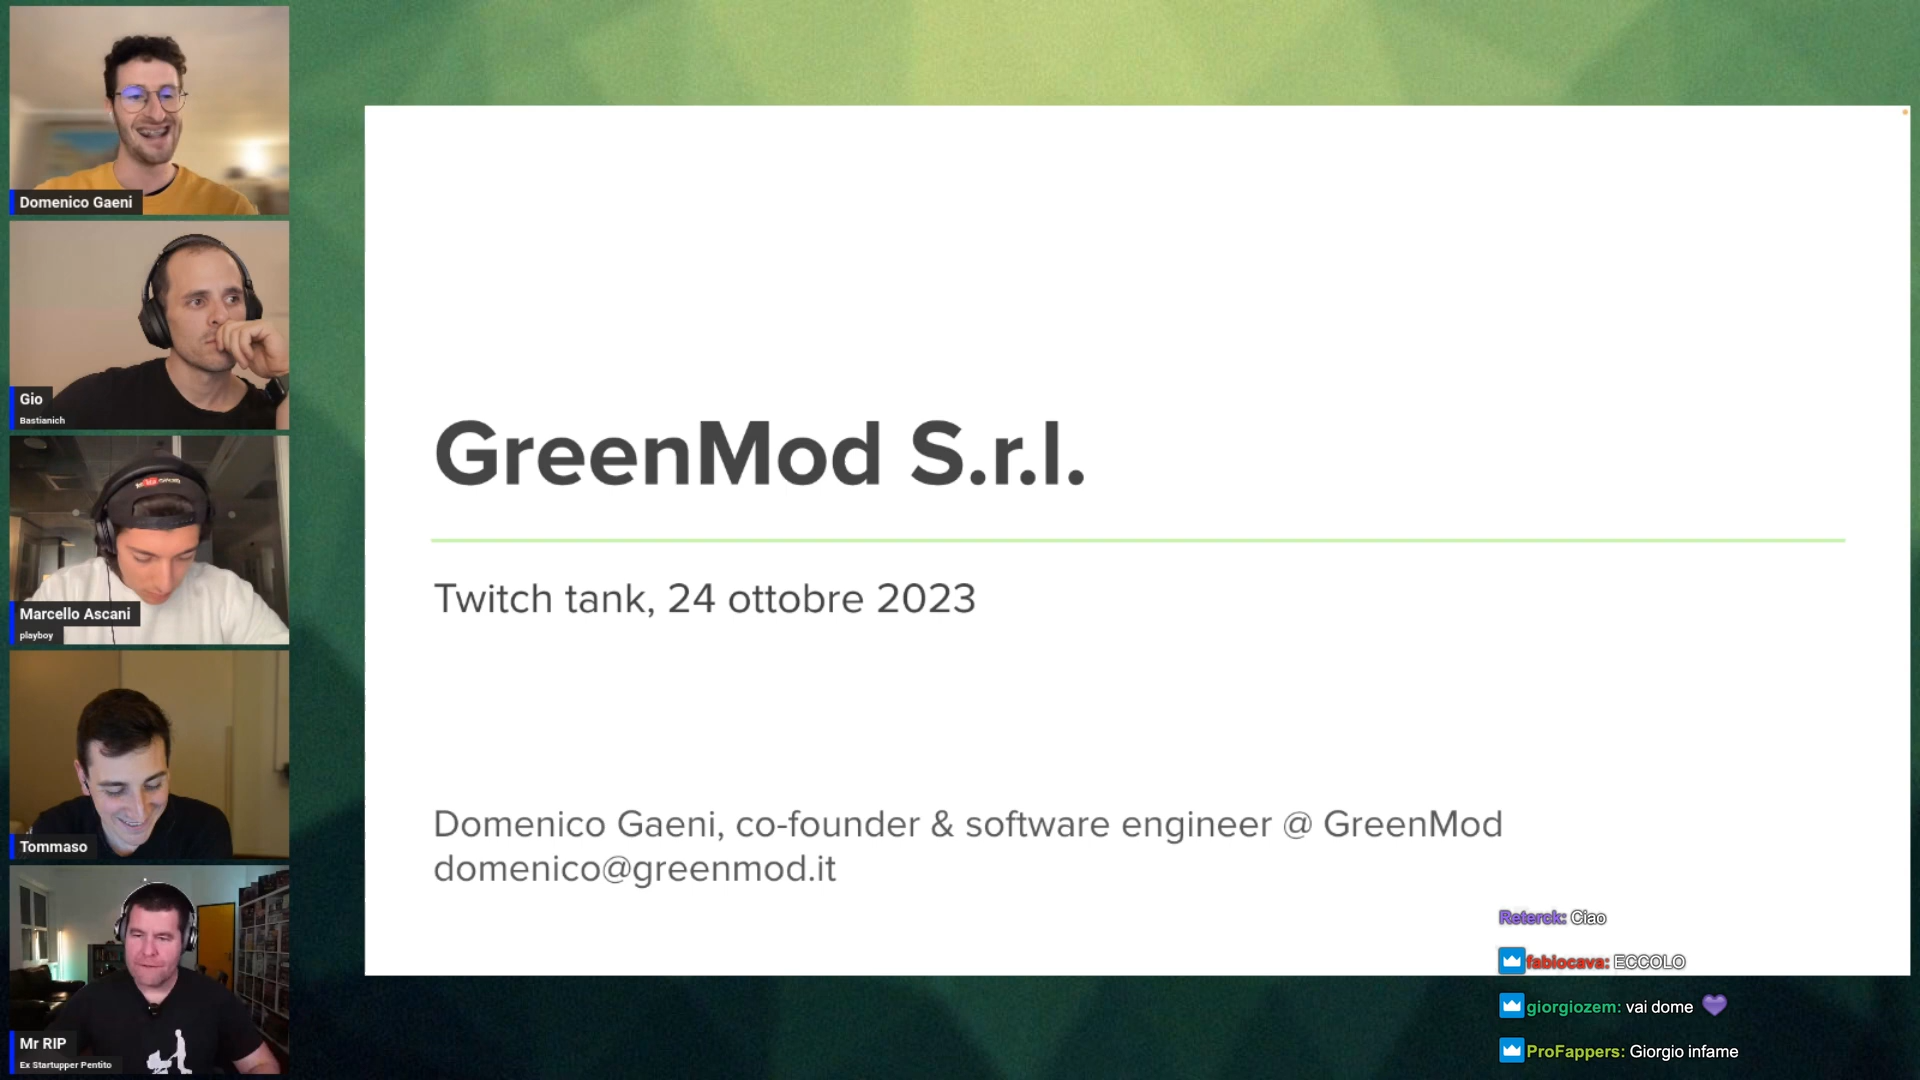 Domenico Gaeni
Gio
Bastianich
Marcello Ascani
playboy
Tommaso
Mr RIP
Ex Startupper Pentito
GreenMod S.r.l.
Twitch tank, 24 ottobre 2023
Domenico Gaeni, co-founder & software engineer @ GreenMod
domenico@greenmod.it
Reterck: Ciao
fabiocava: ECCOLO
giorgiozem: vai dome 💜
ProFappers: Giorgio infame